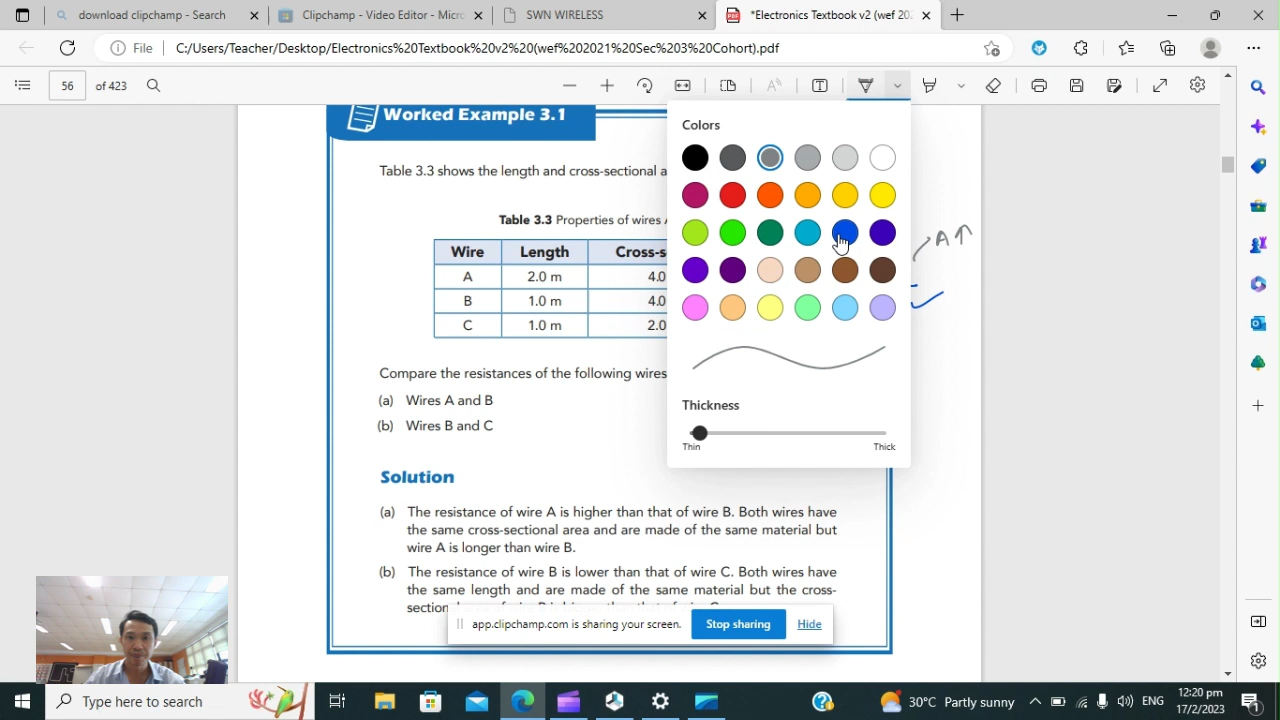 download clipchamp - Search
Clipchamp - Video Editor - Micro
SWN WIRELESS
*Electronics Textbook v2 (wef 202
File C:/Users/Teacher/Desktop/Electronics%20Textbook%20v2%20(wef%202021%20Sec%203%20Cohort).pdf
56 of 423
Worked Example 3.1
Table 3.3 shows the length and cross-sectional a
Table 3.3 Properties of wires
Wire Length Cross-s
A 2.0 m 4.0
B 1.0 m 4.0
C 1.0 m 2.0
Compare the resistances of the following wires
(a) Wires A and B
(b) Wires B and C
Solution
(a) The resistance of wire A is higher than that of wire B. Both wires have
the same cross-sectional area and are made of the same material but
wire A is longer than wire B.
(b) The resistance of wire B is lower than that of wire C. Both wires have
the same length and are made of the same material but the cross-
Colors
Thickness
Thin Thick
A↑
app.clipchamp.com is sharing your screen. Stop sharing Hide
Type here to search
30°C Partly sunny
ENG
12:20 pm
17/2/2023